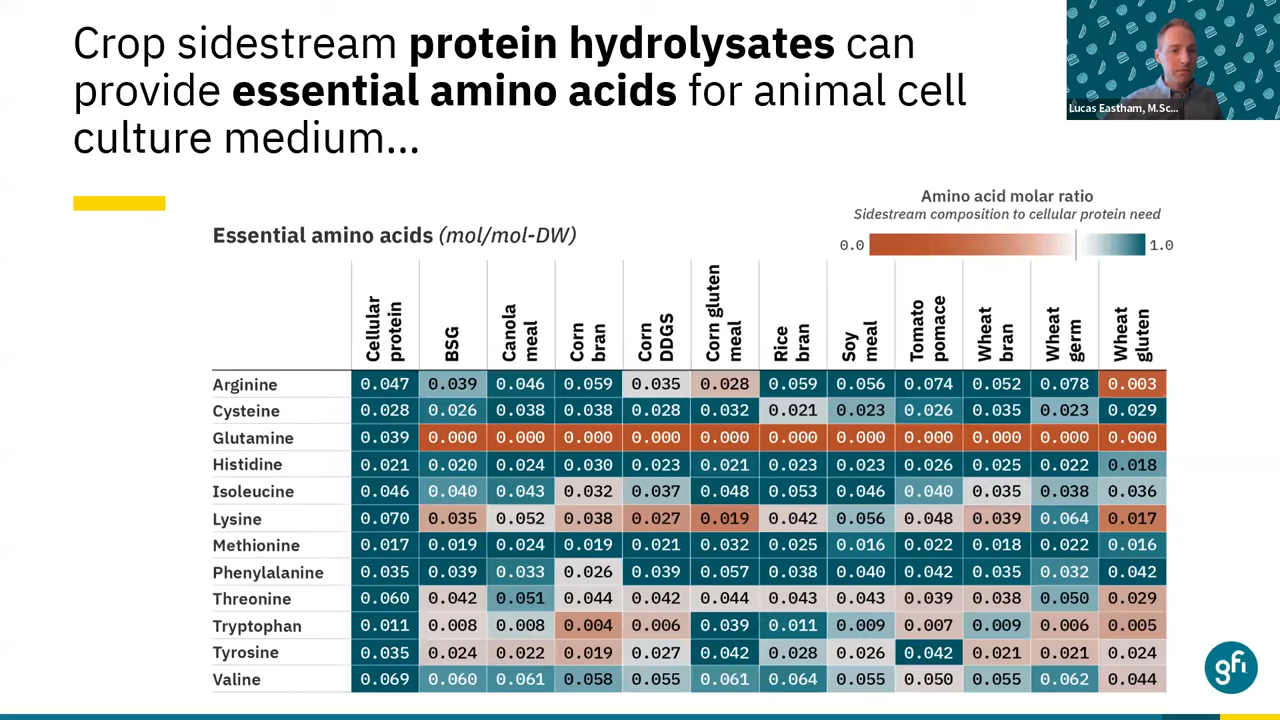 Crop sidestream protein hydrolysates can
provide essential amino acids for animal cell
culture medium...
Lucas Eastham, M.Sc...
Amino acid molar ratio
Sidestream composition to cellular protein need
0.0 1.0
Essential amino acids (mol/mol-DW)
Cellular protein BSG Canola meal Corn bran Corn DDGS Corn gluten meal Rice bran Soy meal Tomato pomace Wheat bran Wheat germ Wheat gluten
Arginine 0.047 0.039 0.046 0.059 0.035 0.028 0.059 0.056 0.074 0.052 0.078 0.003
Cysteine 0.028 0.026 0.038 0.038 0.028 0.032 0.021 0.023 0.026 0.035 0.023 0.029
Glutamine 0.039 0.000 0.000 0.000 0.000 0.000 0.000 0.000 0.000 0.000 0.000 0.000
Histidine 0.021 0.020 0.024 0.030 0.023 0.021 0.023 0.023 0.026 0.025 0.022 0.018
Isoleucine 0.046 0.040 0.043 0.032 0.037 0.048 0.053 0.046 0.040 0.035 0.038 0.036
Lysine 0.070 0.035 0.052 0.038 0.027 0.019 0.042 0.056 0.048 0.039 0.064 0.017
Methionine 0.017 0.019 0.024 0.019 0.021 0.032 0.025 0.016 0.022 0.018 0.022 0.016
Phenylalanine 0.035 0.039 0.033 0.026 0.039 0.057 0.038 0.040 0.042 0.035 0.032 0.042
Threonine 0.060 0.042 0.051 0.044 0.042 0.044 0.043 0.043 0.039 0.038 0.050 0.029
Tryptophan 0.011 0.008 0.008 0.004 0.006 0.039 0.011 0.009 0.007 0.009 0.006 0.005
Tyrosine 0.035 0.024 0.022 0.019 0.027 0.042 0.028 0.026 0.042 0.021 0.021 0.024
Valine 0.069 0.060 0.061 0.058 0.055 0.061 0.064 0.055 0.050 0.055 0.062 0.044
gfi